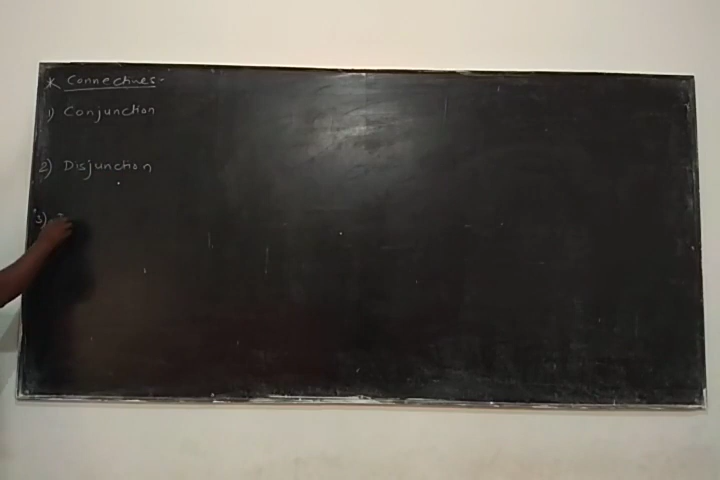 * Connectives -
1) Conjunction
2) Disjunction
3)